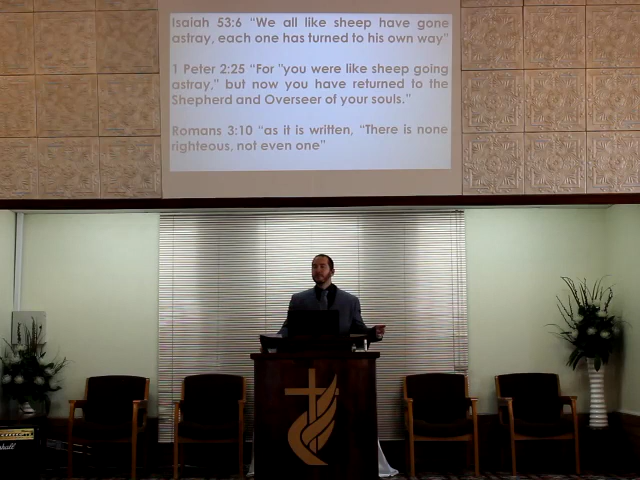 Isaiah 53:6 “We all like sheep have gone
astray, each one has turned to his own way”
1 Peter 2:25 “For "you were like sheep going
astray,” but now you have returned to the
Shepherd and Overseer of your souls.”
Romans 3:10 “as it is written, “There is none
righteous, not even one”
Marshall